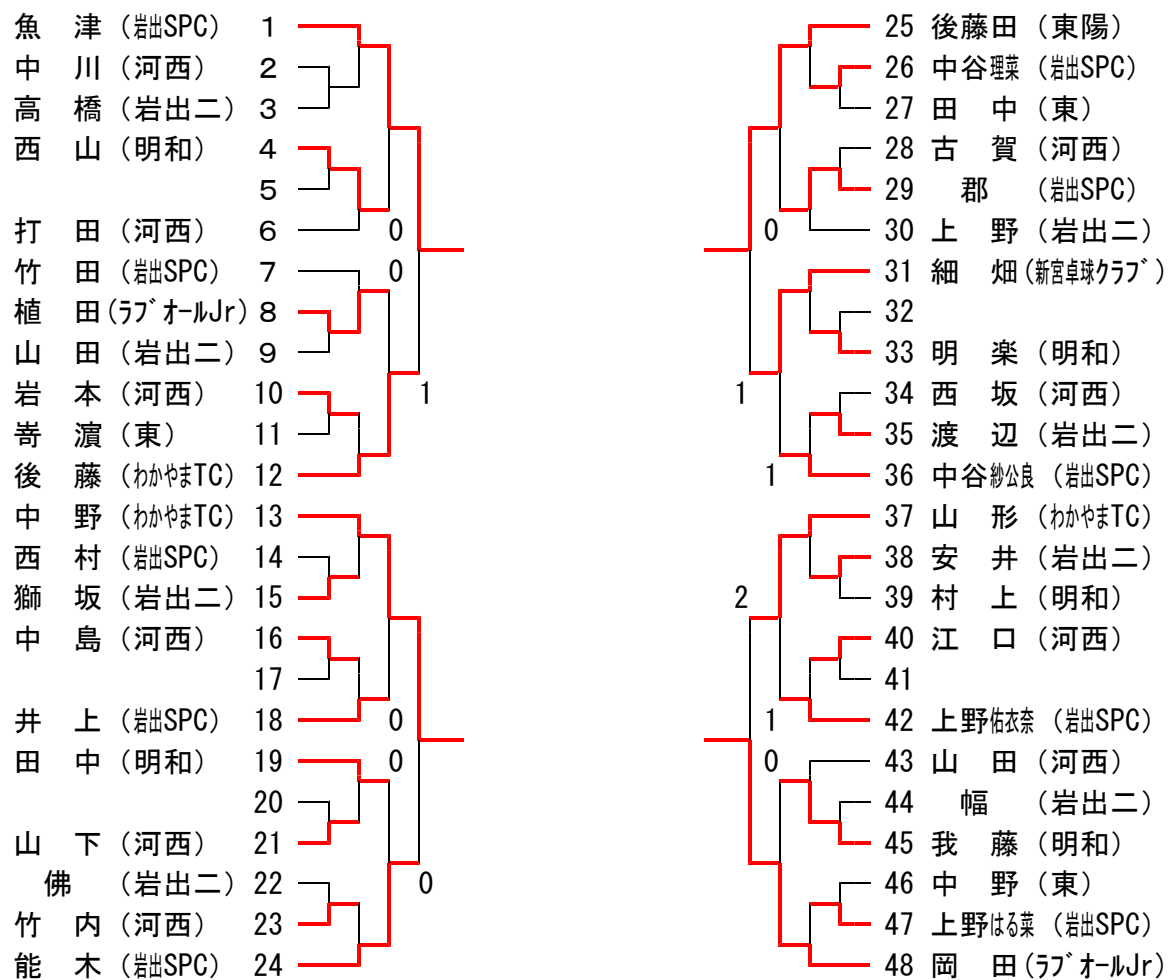 魚　津（岩出SPC） 1
中　川（河西） 2
高　橋（岩出二） 3
西　山（明和） 4
5
打　田（河西） 6
0
竹　田（岩出SPC） 7
0
植　田(ラブオールJr) 8
山　田（岩出二） 9
岩　本（河西） 10
1
嵜　濵（東） 11
後　藤（わかやまTC） 12
中　野（わかやまTC） 13
西　村（岩出SPC） 14
獅　坂（岩出二） 15
中　島（河西） 16
17
井　上（岩出SPC） 18
0
田　中（明和） 19
0
20
山　下（河西） 21
佛　（岩出二） 22
0
竹　内（河西） 23
能　木（岩出SPC） 24
25 後藤田（東陽）
26 中谷理菜（岩出SPC）
27 田　中（東）
28 古　賀（河西）
29 郡　（岩出SPC）
0
30 上　野（岩出二）
31 細　畑(新宮卓球クラブ)
32
33 明　楽（明和）
1
34 西　坂（河西）
35 渡　辺（岩出二）
1
36 中谷紗公良（岩出SPC）
37 山　形（わかやまTC）
38 安　井（岩出二）
2
39 村　上（明和）
40 江　口（河西）
41
1
42 上野佑衣奈（岩出SPC）
0
43 山　田（河西）
44 幅　（岩出二）
45 我　藤（明和）
46 中　野（東）
47 上野はる菜（岩出SPC）
48 岡　田(ラブオールJr)